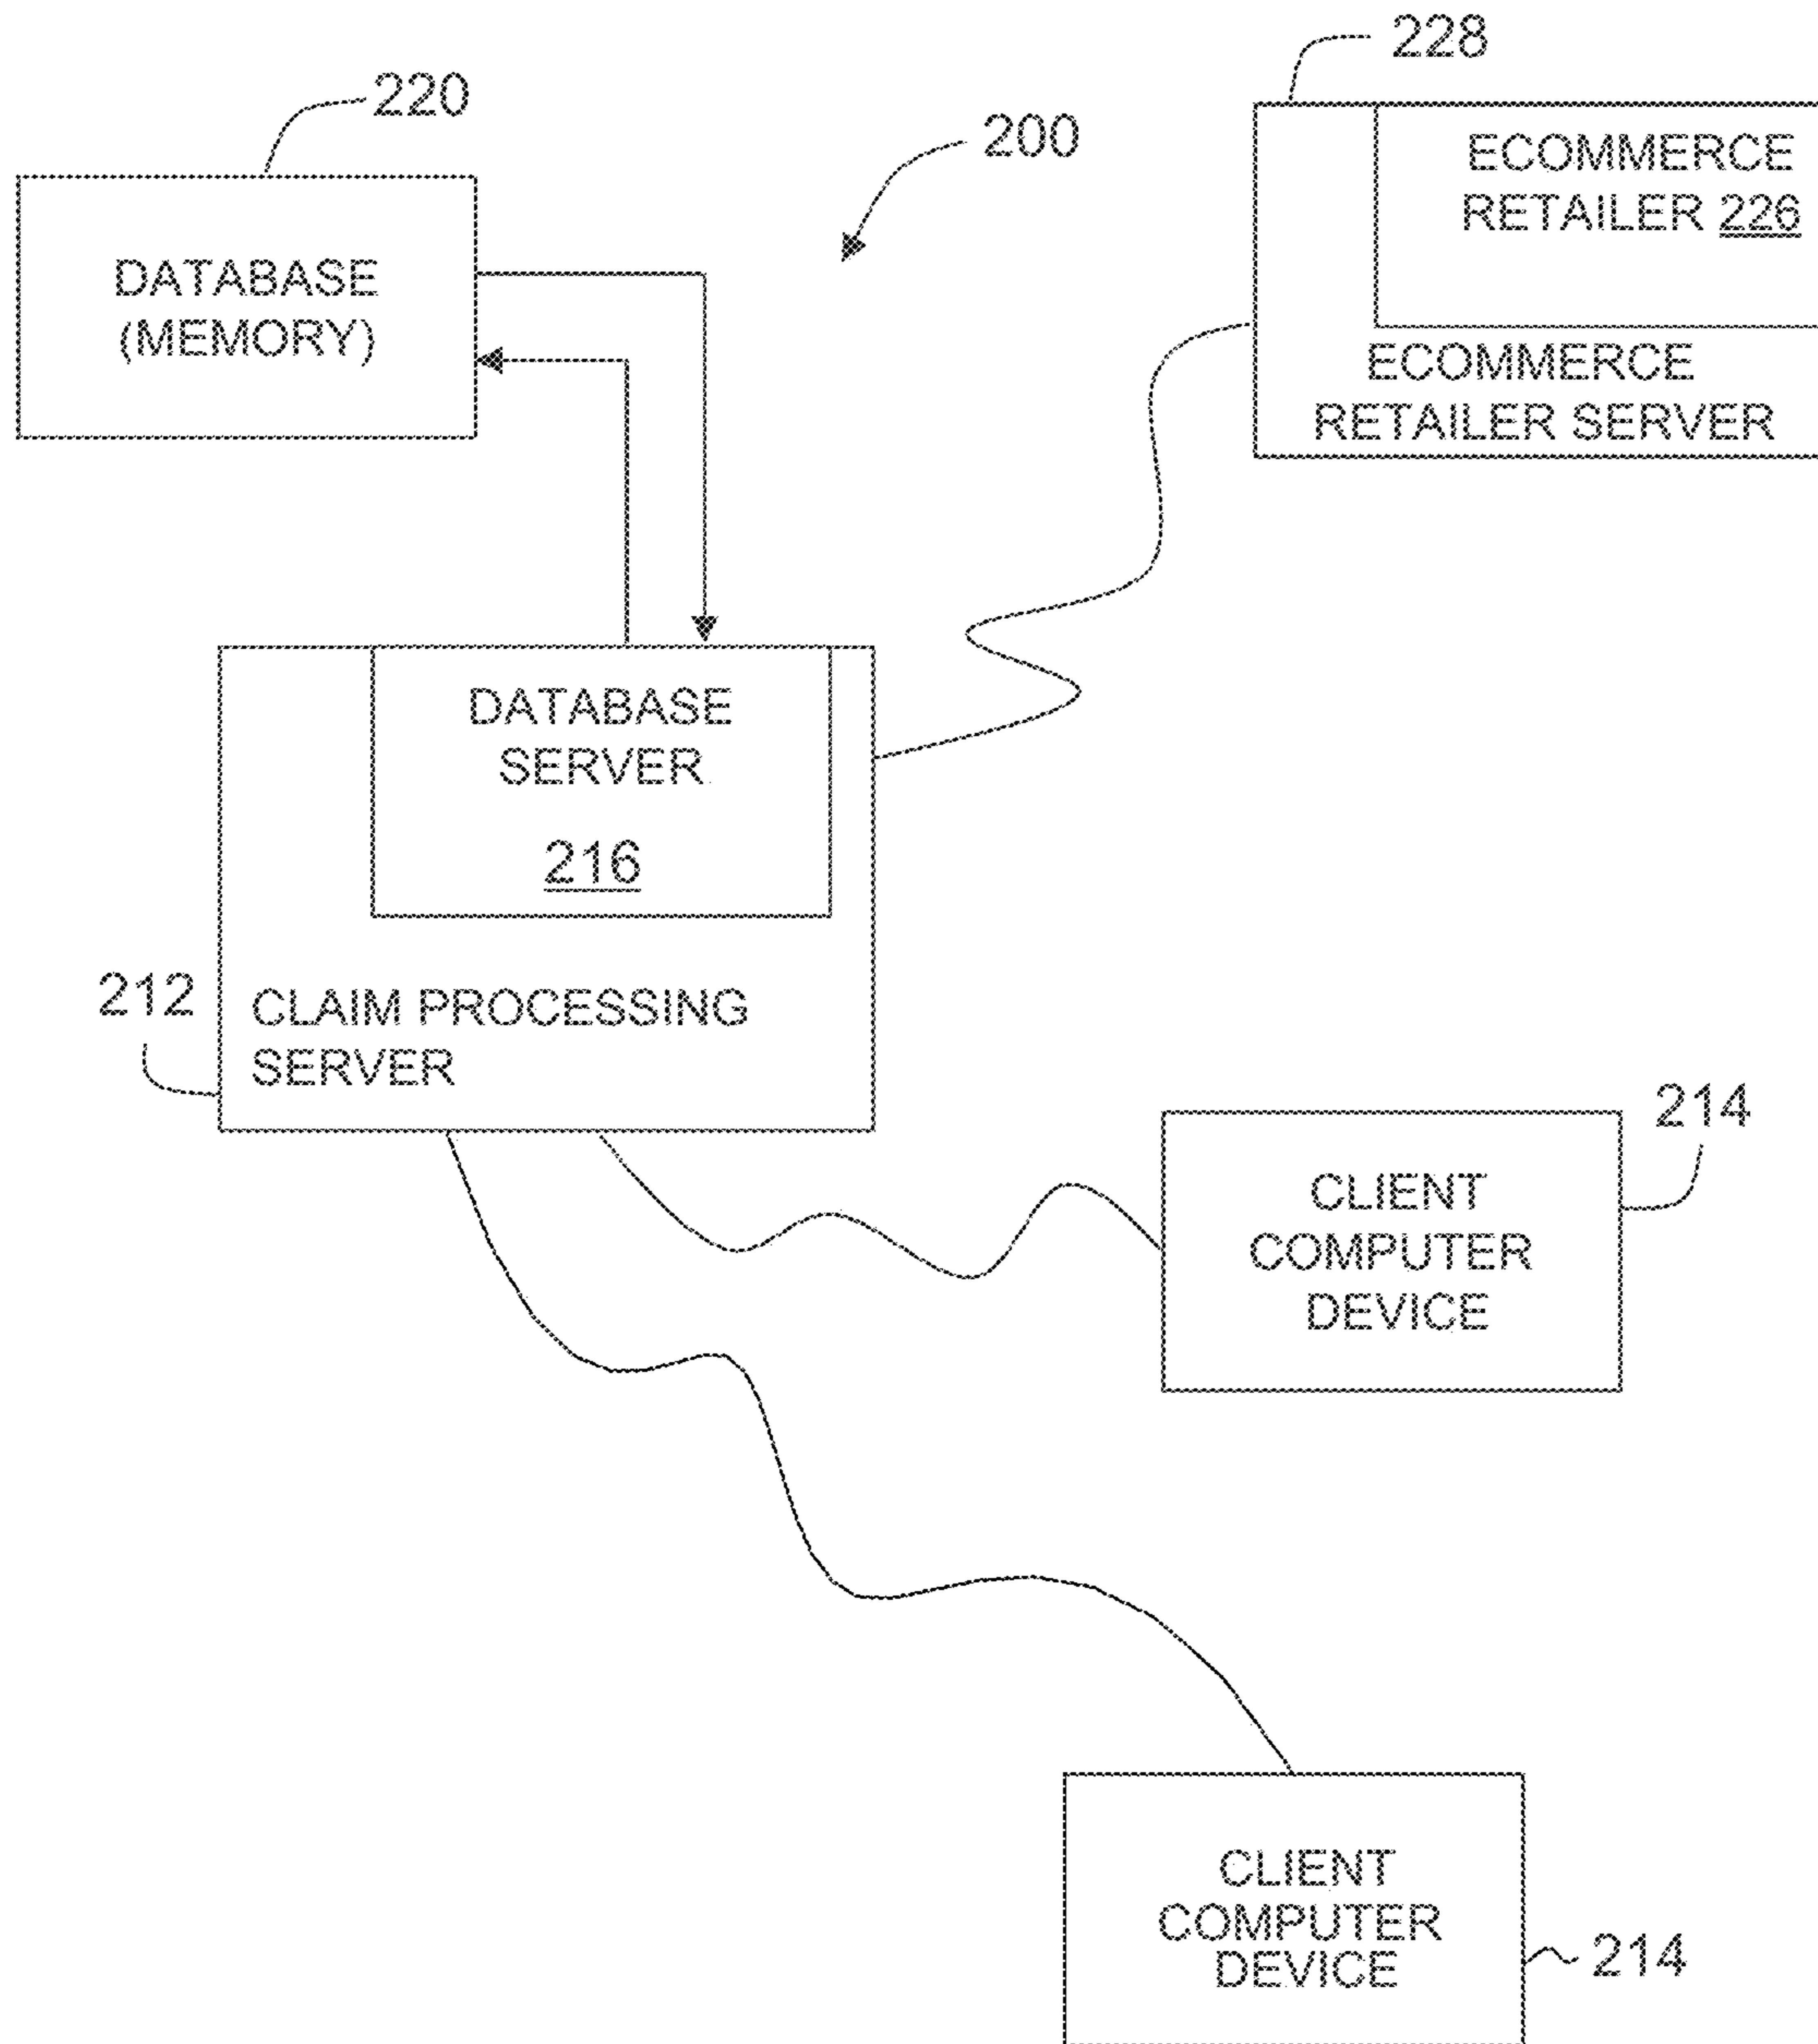 228
220
200
ECOMMERCE
RETAILER 226
DATABASE
(MEMORY)
ECOMMERCE
RETAILER SERVER
DATABASE
SERVER
216
212
CLAIM PROCESSING
SERVER
214
CLIENT
COMPUTER
DEVICE
CLIENT
COMPUTER
DEVICE
214